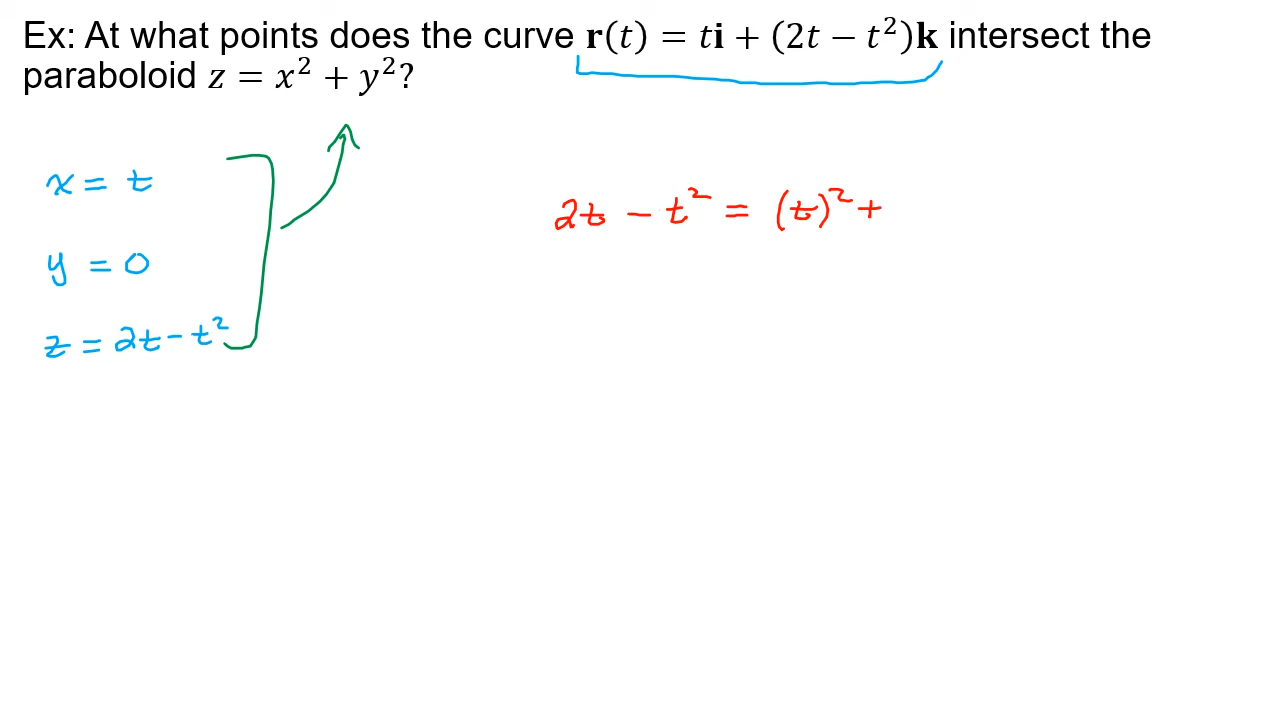 Ex: At what points does the curve 𝐫(𝑡) = 𝑡𝐢 + (2𝑡 − 𝑡²)𝐤 intersect the
paraboloid 𝑧 = 𝑥² + 𝑦²?
x = t
y = 0
z = 2t − t²
2t − t² = (t)² +